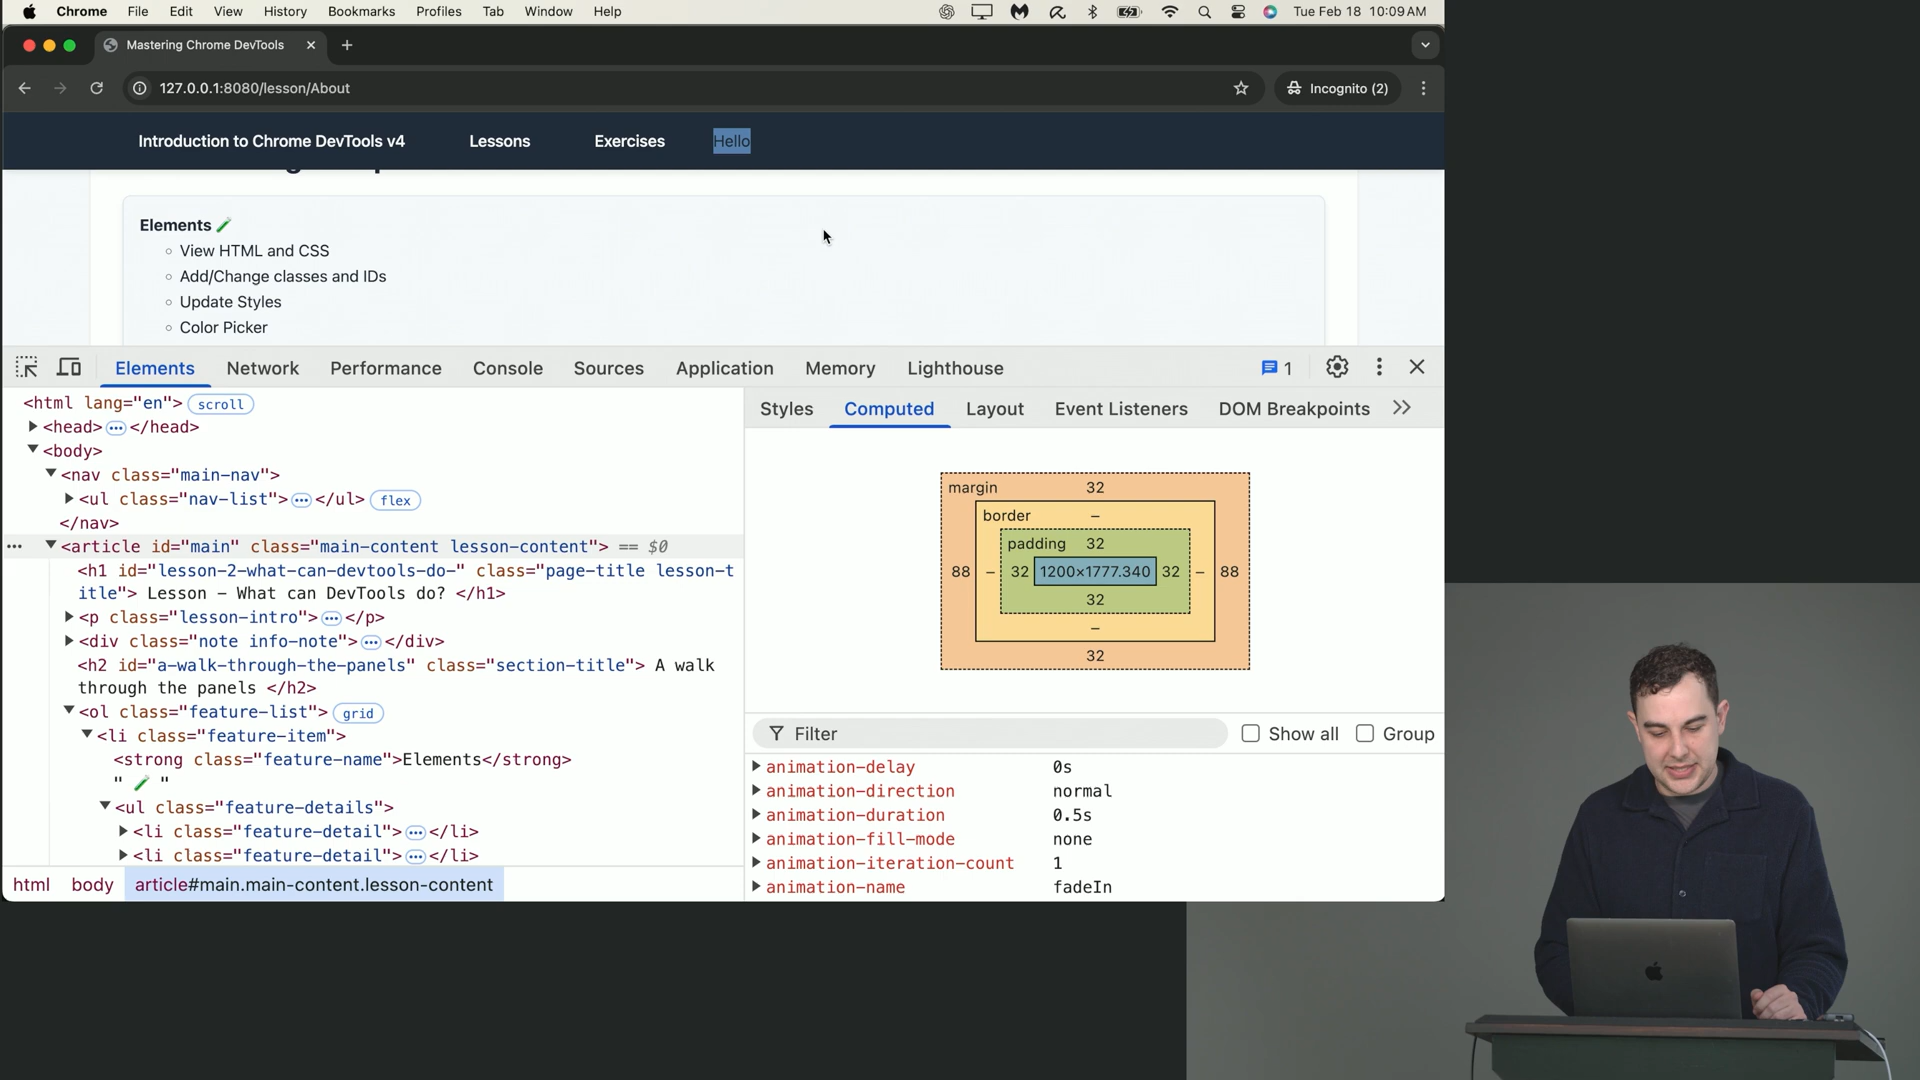 Chrome File Edit View History Bookmarks Profiles Tab Window Help Tue Feb 18 10:09 AM
Mastering Chrome DevTools
127.0.0.1:8080/lesson/About Incognito (2)
Introduction to Chrome DevTools v4 Lessons Exercises Hello
Elements
View HTML and CSS
Add/Change classes and IDs
Update Styles
Color Picker
Elements Network Performance Console Sources Application Memory Lighthouse 1
<html lang="en"> scroll
<head> … </head>
<body>
<nav class="main-nav">
<ul class="nav-list"> … </ul> flex
</nav>
… <article id="main" class="main-content lesson-content"> == $0
<h1 id="lesson-2-what-can-devtools-do-" class="page-title lesson-t
itle"> Lesson – What can DevTools do? </h1>
<p class="lesson-intro"> … </p>
<div class="note info-note"> … </div>
<h2 id="a-walk-through-the-panels" class="section-title"> A walk
through the panels </h2>
<ol class="feature-list"> grid
<li class="feature-item">
<strong class="feature-name">Elements</strong>
" 🧪 "
<ul class="feature-details">
<li class="feature-detail"> … </li>
<li class="feature-detail"> … </li>
html body article#main.main-content.lesson-content
Styles Computed Layout Event Listeners DOM Breakpoints
margin 32
border –
padding 32
88 – 32 1200×1777.340 32 – 88
32
–
32
Filter Show all Group
animation-delay 0s
animation-direction normal
animation-duration 0.5s
animation-fill-mode none
animation-iteration-count 1
animation-name fadeIn